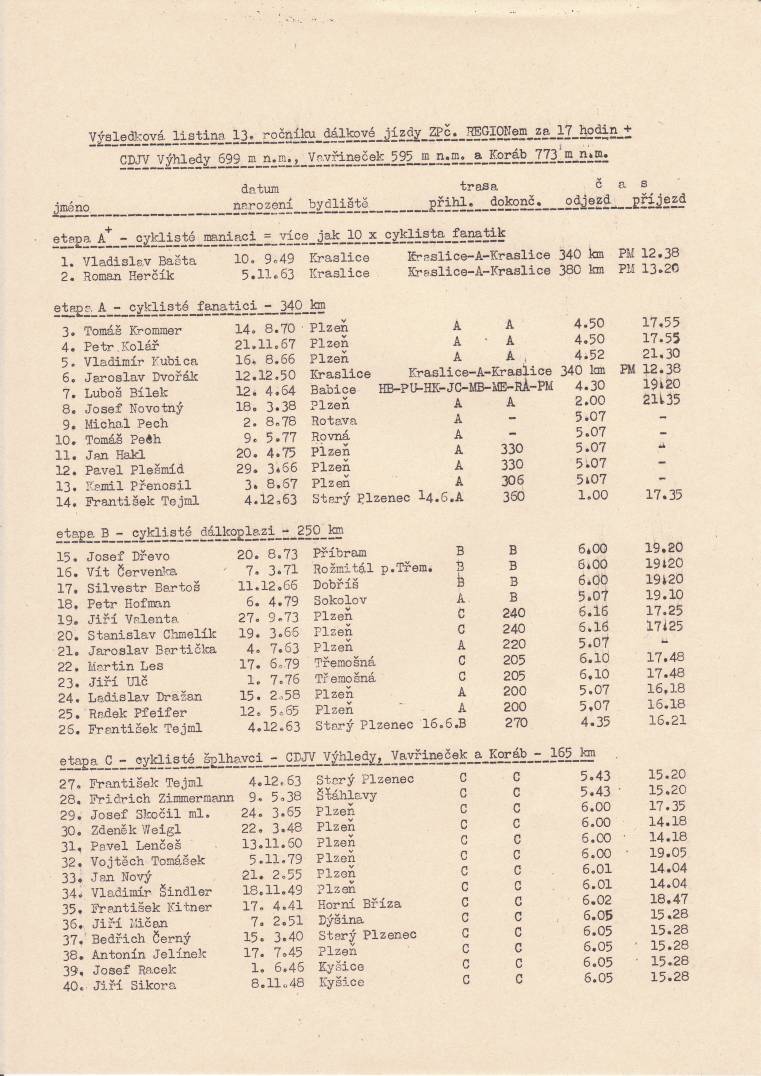 Výsledková listina 13. ročníku dálkové jízdy ZPč. REGIONem za 17 hodin +
CDJV Výhledy 699 m n.m., Vavřineček 595 m n.m. a Koráb 773 m n.m.
datum trasa č a s
jméno narození bydliště přihl. dokonč. odjezd příjezd
etapa A+ - cyklisté maniaci = více jak 10 x cyklista fanatik
1. Vladislav Bašta 10. 9.49 Kraslice Kraslice-A-Kraslice 340 km PM 12.38
2. Roman Herčík 5.11.63 Kraslice Kraslice-A-Kraslice 380 km PM 13.20
etapa A - cyklisté fanatici - 340 km
3. Tomáš Krommer 14. 8.70 Plzeň A A 4.50 17.55
4. Petr Kolář 21.11.67 Plzeň A A 4.50 17.55
5. Vladimír Kubica 16. 8.66 Plzeň A A 4.52 21.30
6. Jaroslav Dvořák 12.12.50 Kraslice Kraslice-A-Kraslice 340 km PM 12.38
7. Luboš Bílek 12. 4.64 Babice HB-PU-HK-JC-MB-ME-RA-PM 4.30 19.20
8. Josef Novotný 18. 3.38 Plzeň A A 2.00 21.35
9. Michal Pech 2. 8.78 Rotava A - 5.07 -
10. Tomáš Pech 9. 5.77 Rovná A - 5.07 -
11. Jan Hakl 20. 4.75 Plzeň A 330 5.07 -
12. Pavel Plešmíd 29. 3.66 Plzeň A 330 5.07 -
13. Kamil Přenosil 3. 8.67 Plzeň A 306 5.07 -
14. František Tejml 4.12.63 Starý Plzenec 14.6.A 360 1.00 17.35
etapa B - cyklisté dálkoplazi - 250 km
15. Josef Dřevo 20. 8.73 Příbram B B 6.00 19.20
16. Vít Červenka 7. 3.71 Rožmitál p.Třem. B B 6.00 19.20
17. Silvestr Bartoš 11.12.66 Dobříš B B 6.00 19.20
18. Petr Hofman 6. 4.79 Sokolov A B 5.07 19.10
19. Jiří Valenta 27. 9.73 Plzeň C 240 6.16 17.25
20. Stanislav Chmelík 19. 3.66 Plzeň C 240 6.16 17.25
21. Jaroslav Bartička 4. 7.63 Plzeň A 220 5.07 -
22. Martin Les 17. 6.79 Třemošná C 205 6.10 17.48
23. Jiří Ulč 1. 7.76 Třemošná C 205 6.10 17.48
24. Ladislav Dražan 15. 2.58 Plzeň A 200 5.07 16.18
25. Radek Pfeifer 12. 5.65 Plzeň A 200 5.07 16.18
26. František Tejml 4.12.63 Starý Plzenec 16.6.B 270 4.35 16.21
etapa C - cyklisté šplhavci - CDJV Výhledy, Vavřineček a Koráb - 165 km
27. František Tejml 4.12.63 Starý Plzenec C C 5.43 15.20
28. Fridrich Zimmermann 9. 5.38 Štáhlavy C C 5.43 15.20
29. Josef Skočil ml. 24. 3.65 Plzeň C C 6.00 17.35
30. Zdeněk Weigl 22. 3.48 Plzeň C C 6.00 14.18
31. Pavel Lenčeš 13.11.60 Plzeň C C 6.00 14.18
32. Vojtěch Tomášek 5.11.79 Plzeň C C 6.00 19.05
33. Jan Nový 21. 2.55 Plzeň C C 6.01 14.04
34. Vladimír Šindler 18.11.49 Plzeň C C 6.01 14.04
35. František Kitner 17. 4.41 Horní Bříza C C 6.02 18.47
36. Jiří Mičan 7. 2.51 Dýšina C C 6.05 15.28
37. Bedřich Černý 15. 3.40 Starý Plzenec C C 6.05 15.28
38. Antonín Jelínek 17. 7.45 Plzeň C C 6.05 15.28
39. Josef Racek 1. 6.46 Kyšice C C 6.05 15.28
40. Jiří Sikora 8.11.48 Kyšice C C 6.05 15.28